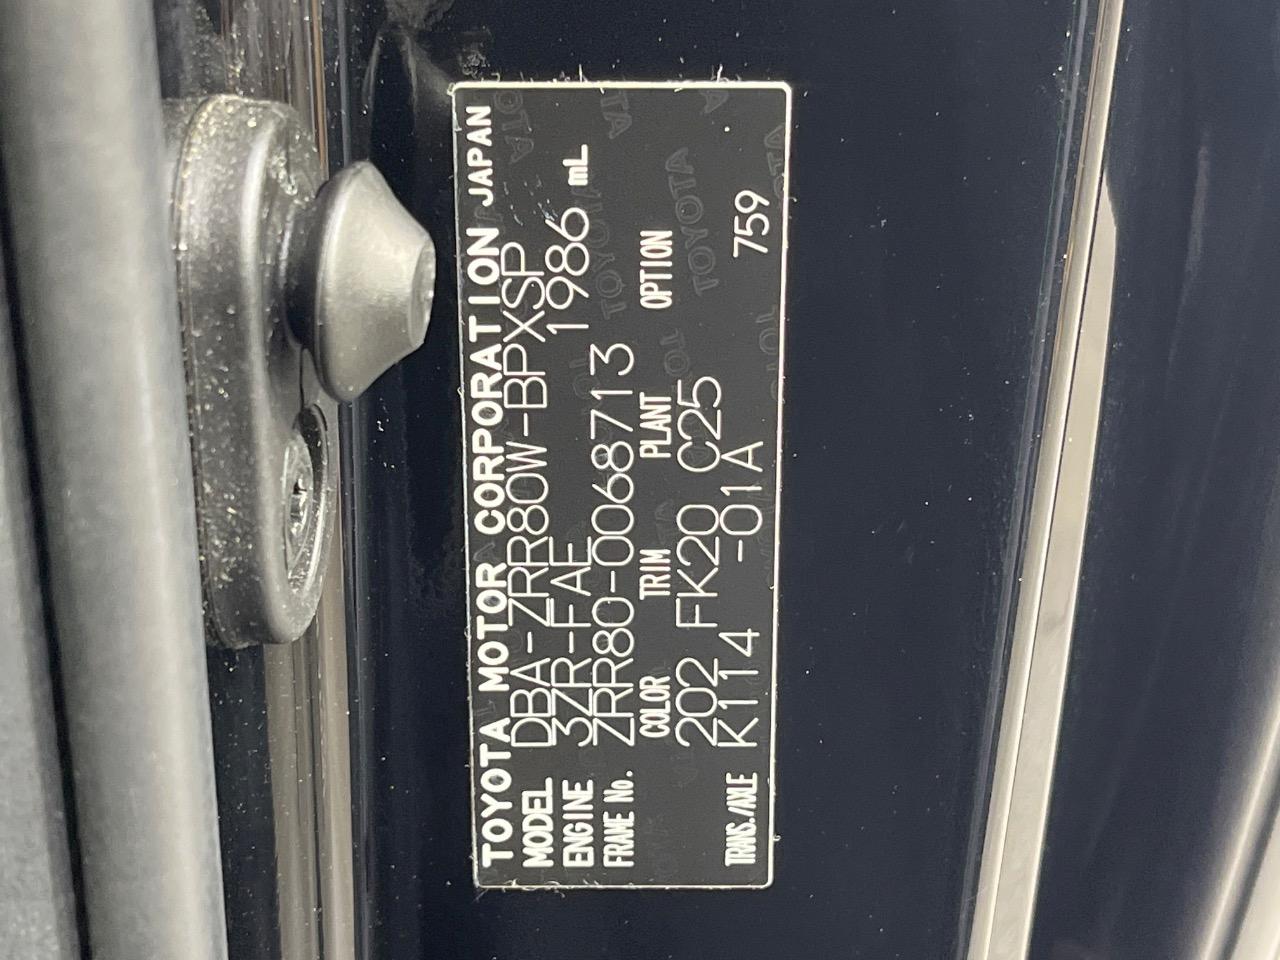 TOYOTA MOTOR CORPORATION JAPAN
MODEL DBA-ZRR80W-BPXSP
ENGINE 3ZR-FAE 1986 mL
FRAME No. ZRR80-0068713
COLOR TRIM PLANT OPTION
202 FK20 C25
TRANS./AXLE K114 -01A 759